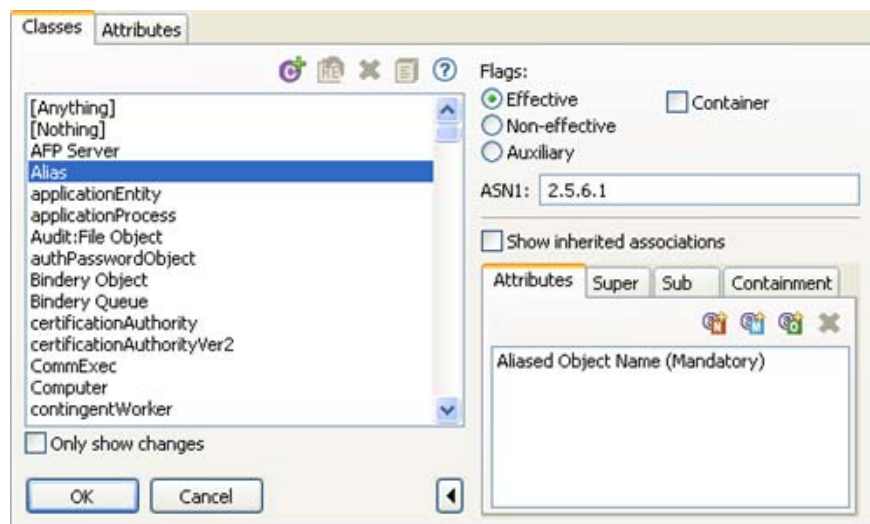 Classes
Attributes
[Anything]
[Nothing]
AFP Server
Alias
applicationEntity
applicationProcess
Audit:File Object
authPasswordObject
Bindery Object
Bindery Queue
certificationAuthority
certificationAuthorityVer2
CommExec
Computer
contingentWorker
Only show changes
OK
Cancel
Flags:
Effective
Container
Non-effective
Auxiliary
ASN1: 2.5.6.1
Show inherited associations
Attributes
Super
Sub
Containment
Aliased Object Name (Mandatory)